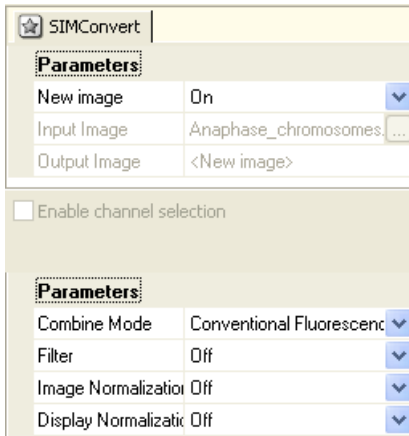 SIMConvert
Parameters
New image On
Input Image Anaphase_chromosomes. ...
Output Image <New image>
Enable channel selection
Parameters
Combine Mode Conventional Fluorescenc
Filter Off
Image Normalizatio Off
Display Normalizatic Off